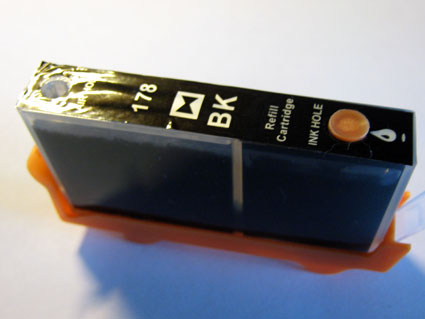 178
BK
Refill
Cartridge
INK HOLE